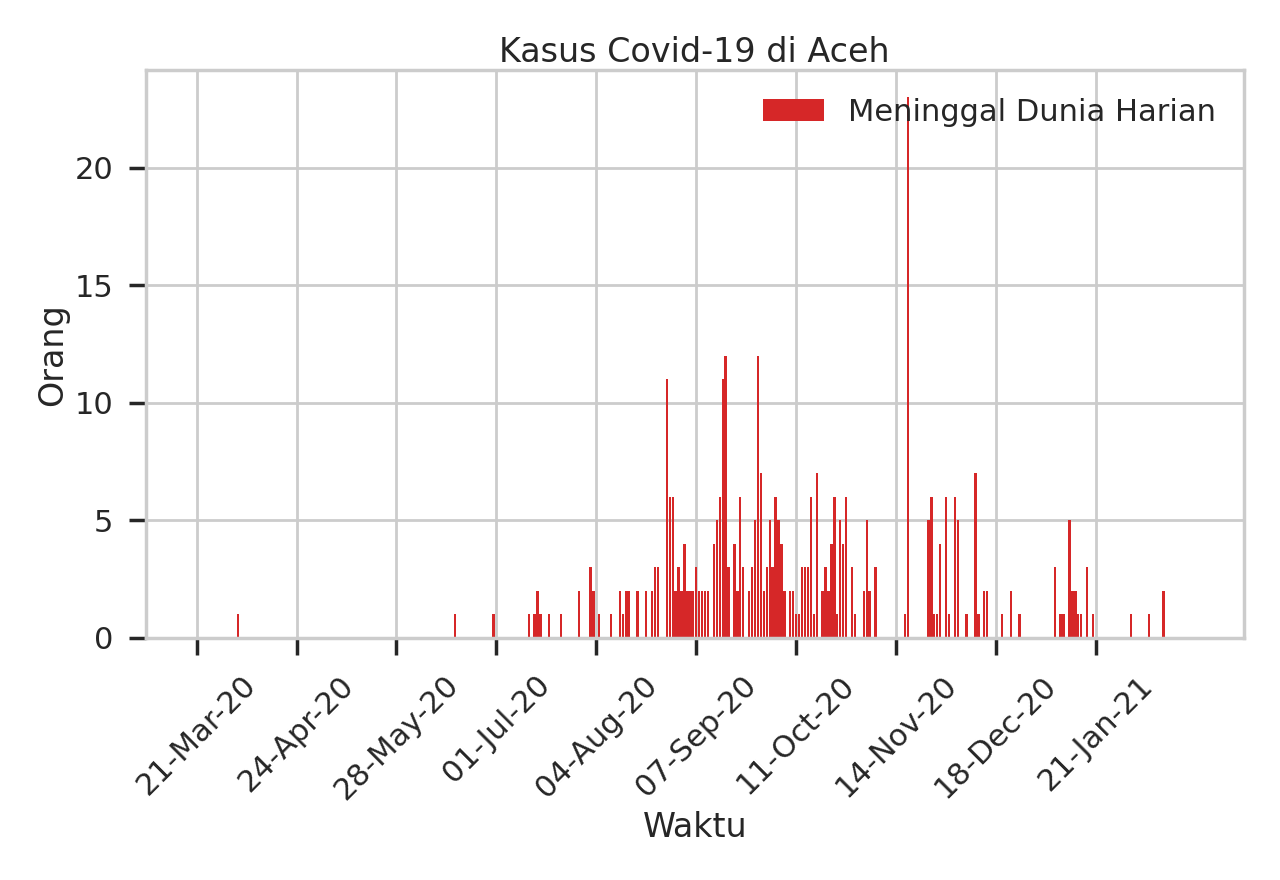 Kasus Covid-19 di Aceh
Meninggal Dunia Harian
Orang
20
15
10
5
0
21-Mar-20
24-Apr-20
28-May-20
01-Jul-20
04-Aug-20
07-Sep-20
11-Oct-20
14-Nov-20
18-Dec-20
21-Jan-21
Waktu